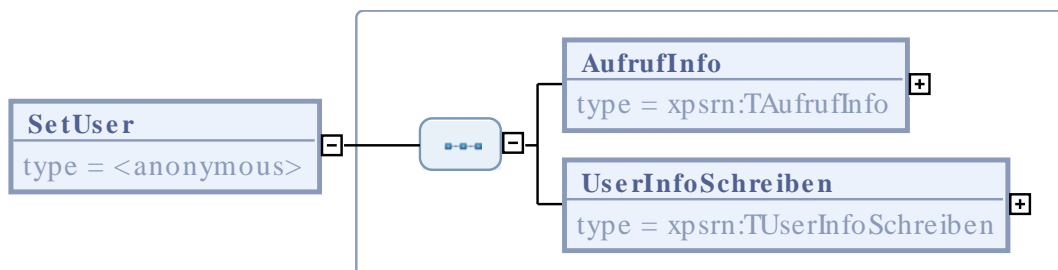 AufrufInfo
type = xpsrn:TAufrufInfo
SetUser
type = <anonymous>
UserInfoSchreiben
type = xpsrn:TUserInfoSchreiben